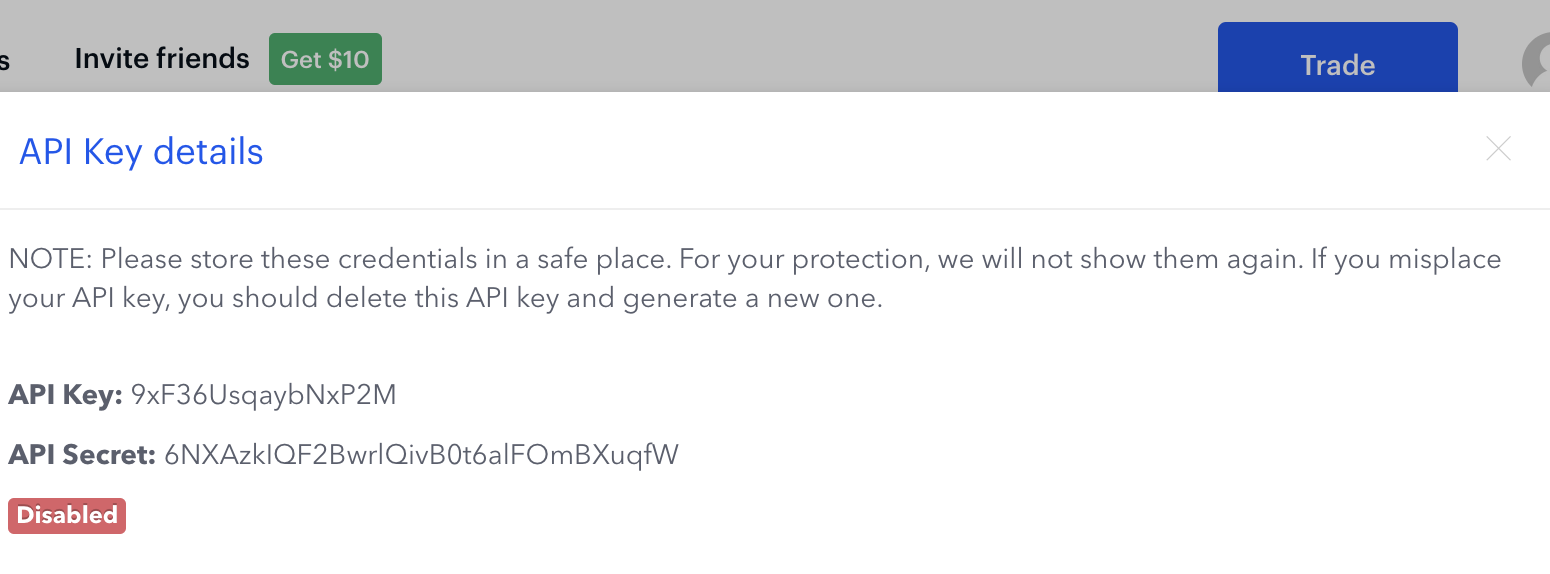 s Invite friends Get $10 Trade
API Key details
NOTE: Please store these credentials in a safe place. For your protection, we will not show them again. If you misplace
your API key, you should delete this API key and generate a new one.
API Key: 9xF36UsqaybNxP2M
API Secret: 6NXAzkIQF2BwrlQivB0t6alFOmBXuqfW
Disabled